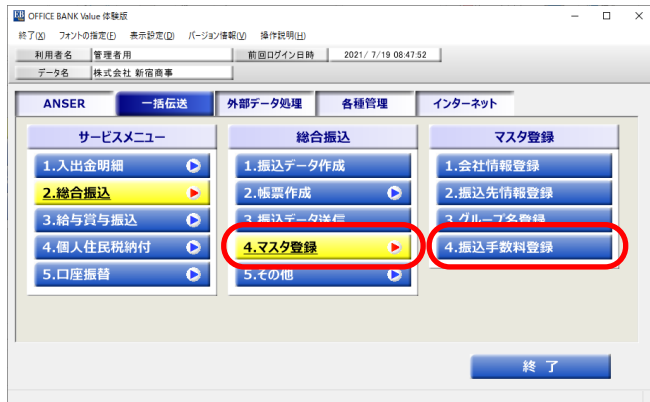 OFFICE BANK Value 体験版
終了(X) フォントの指定(F) 表示設定(D) バージョン情報(V) 操作説明(H)
利用者名 管理者用 前回ログイン日時 2021/ 7/19 08:47:52
データ名 株式会社 新宿商事
ANSER 一括伝送 外部データ処理 各種管理 インターネット
サービスメニュー 総合振込 マスタ登録
1.入出金明細 1.振込データ作成 1.会社情報登録
2.総合振込 2.帳票作成 2.振込先情報登録
3.給与賞与振込 3.振込データ送信 3.グループ名登録
4.個人住民税納付 4.マスタ登録 4.振込手数料登録
5.口座振替 5.その他
終 了